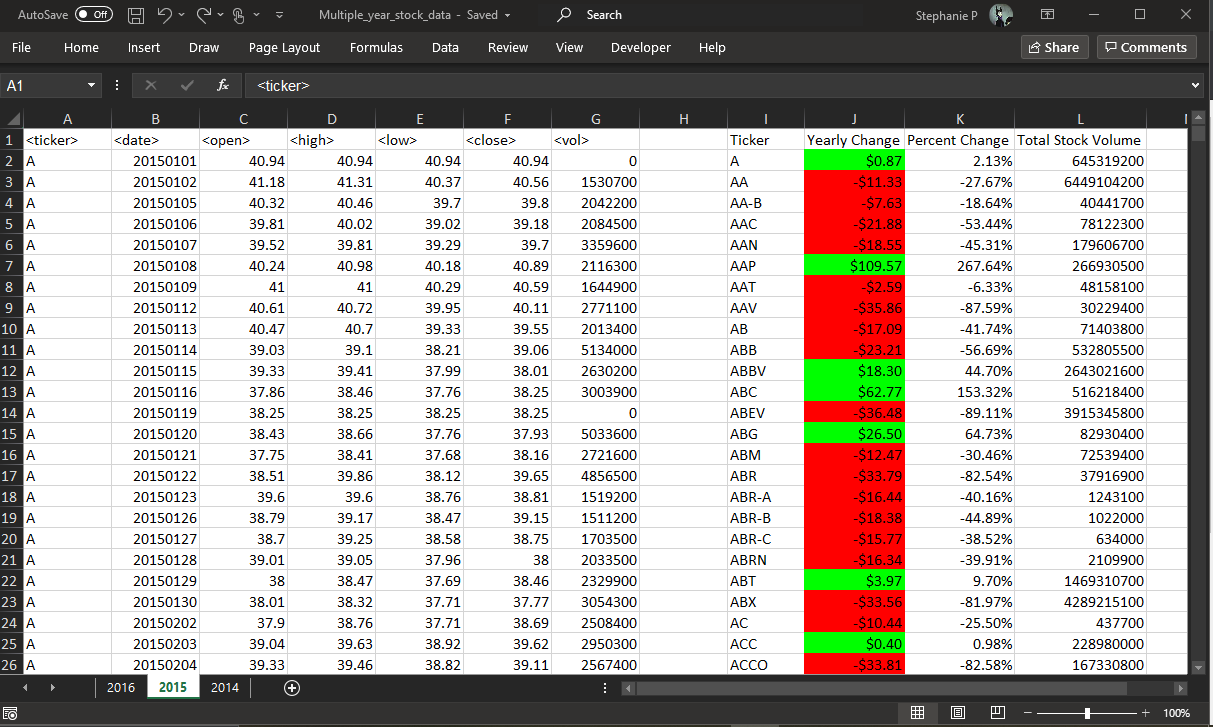 AutoSave Off Multiple_year_stock_data - Saved Search Stephanie P
File Home Insert Draw Page Layout Formulas Data Review View Developer Help Share Comments
A1 fx <ticker>
A B C D E F G H I J K L
1 <ticker> <date> <open> <high> <low> <close> <vol> Ticker Yearly Change Percent Change Total Stock Volume
2 A 20150101 40.94 40.94 40.94 40.94 0 A $0.87 2.13% 645319200
3 A 20150102 41.18 41.31 40.37 40.56 1530700 AA -$11.33 -27.67% 6449104200
4 A 20150105 40.32 40.46 39.7 39.8 2042200 AA-B -$7.63 -18.64% 40441700
5 A 20150106 39.81 40.02 39.02 39.18 2084500 AAC -$21.88 -53.44% 78122300
6 A 20150107 39.52 39.81 39.29 39.7 3359600 AAN -$18.55 -45.31% 179606700
7 A 20150108 40.24 40.98 40.18 40.89 2116300 AAP $109.57 267.64% 266930500
8 A 20150109 41 41 40.29 40.59 1644900 AAT -$2.59 -6.33% 48158100
9 A 20150112 40.61 40.72 39.95 40.11 2771100 AAV -$35.86 -87.59% 30229400
10 A 20150113 40.47 40.7 39.33 39.55 2013400 AB -$17.09 -41.74% 71403800
11 A 20150114 39.03 39.1 38.21 39.06 5134000 ABB -$23.21 -56.69% 532805500
12 A 20150115 39.33 39.41 37.99 38.01 2630200 ABBV $18.30 44.70% 2643021600
13 A 20150116 37.86 38.46 37.76 38.25 3003900 ABC $62.77 153.32% 516218400
14 A 20150119 38.25 38.25 38.25 38.25 0 ABEV -$36.48 -89.11% 3915345800
15 A 20150120 38.43 38.66 37.76 37.93 5033600 ABG $26.50 64.73% 82930400
16 A 20150121 37.75 38.41 37.68 38.16 2721600 ABM -$12.47 -30.46% 72539400
17 A 20150122 38.51 39.86 38.12 39.65 4856500 ABR -$33.79 -82.54% 37916900
18 A 20150123 39.6 39.6 38.76 38.81 1519200 ABR-A -$16.44 -40.16% 1243100
19 A 20150126 38.79 39.17 38.47 39.15 1511200 ABR-B -$18.38 -44.89% 1022000
20 A 20150127 38.7 39.25 38.58 38.75 1703500 ABR-C -$15.77 -38.52% 634000
21 A 20150128 39.01 39.05 37.96 38 2033500 ABRN -$16.34 -39.91% 2109900
22 A 20150129 38 38.47 37.69 38.46 2329900 ABT $3.97 9.70% 1469310700
23 A 20150130 38.01 38.32 37.71 37.77 3054300 ABX -$33.56 -81.97% 4289215100
24 A 20150202 37.9 38.76 37.71 38.69 2508400 AC -$10.44 -25.50% 437700
25 A 20150203 39.04 39.63 38.92 39.62 2950300 ACC $0.40 0.98% 228980000
26 A 20150204 39.33 39.46 38.82 39.11 2567400 ACCO -$33.81 -82.58% 167330800
2016 2015 2014
100%